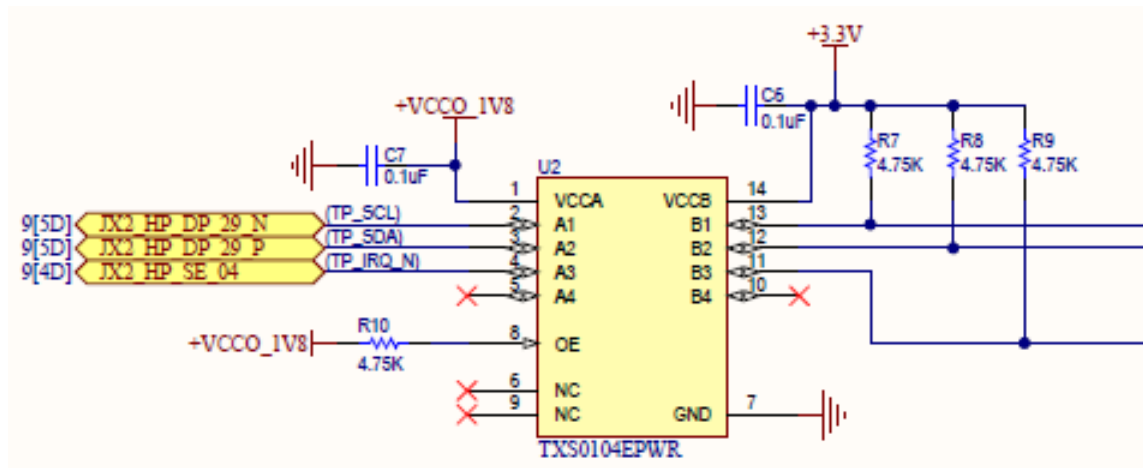 +3.3V
+VCCO_1V8
C6
0.1uF
C7
0.1uF
R7
4.75K
R8
4.75K
R9
4.75K
U2
1 VCCA VCCB 14
9[5D] JX2_HP_DP_29_N (TP_SCL) 2 A1 B1 13
9[5D] JX2_HP_DP_29_P (TP_SDA) 3 A2 B2 12
9[4D] JX2_HP_SE_04 (TP_IRQ_N) 4 A3 B3 11
5 A4 B4 10
R10
+VCCO_1V8 4.75K 8 OE
6 NC
9 NC GND 7
TXS0104EPWR